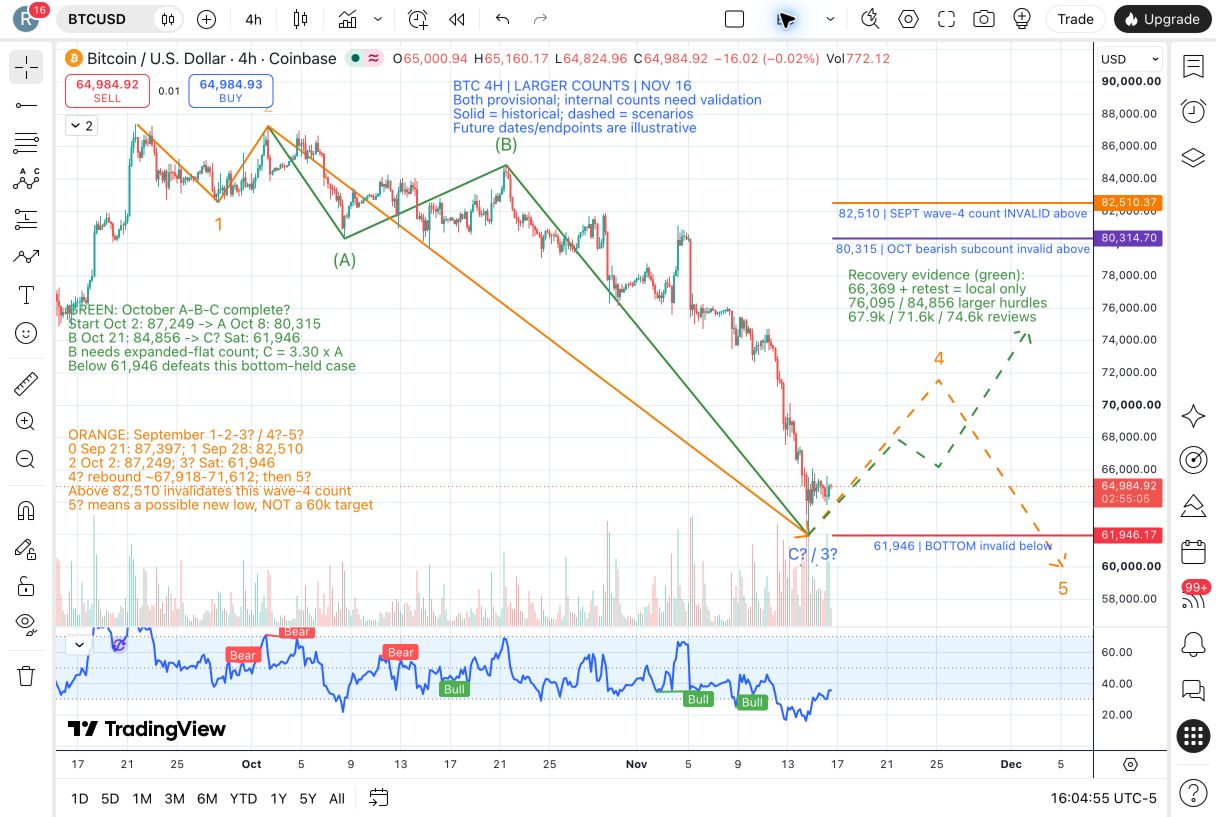 R 16 BTCUSD 4h Trade Upgrade
Bitcoin / U.S. Dollar · 4h · Coinbase O65,000.94 H65,160.17 L64,824.96 C64,984.92 −16.02 (−0.02%) Vol772.12 USD
64,984.92 0.01 64,984.93
SELL BUY
2
BTC 4H | LARGER COUNTS | NOV 16
Both provisional; internal counts need validation
Solid = historical; dashed = scenarios
Future dates/endpoints are illustrative
2
1
(A)
(B)
C? / 3?
4
5
82,510 | SEPT wave-4 count INVALID above
80,315 | OCT bearish subcount invalid above
Recovery evidence (green):
66,369 + retest = local only
76,095 / 84,856 larger hurdles
67.9k / 71.6k / 74.6k reviews
GREEN: October A-B-C complete?
Start Oct 2: 87,249 -> A Oct 8: 80,315
B Oct 21: 84,856 -> C? Sat: 61,946
B needs expanded-flat count; C = 3.30 x A
Below 61,946 defeats this bottom-held case
ORANGE: September 1-2-3? / 4?-5?
0 Sep 21: 87,397; 1 Sep 28: 82,510
2 Oct 2: 87,249; 3? Sat: 61,946
4? rebound ~67,918-71,612; then 5?
Above 82,510 invalidates this wave-4 count
5? means a possible new low, NOT a 60k target
61,946 | BOTTOM invalid below
90,000.00
88,000.00
86,000.00
84,000.00
82,510.37
82,000.00
80,314.70
78,000.00
76,000.00
74,000.00
72,000.00
70,000.00
68,000.00
66,000.00
64,984.92
02:55:05
61,946.17
60,000.00
58,000.00
99+
Bear
Bear
Bear
Bull
Bull
Bull
60.00
40.00
20.00
TradingView
17 21 25 Oct 5 9 13 17 21 25 Nov 5 9 13 17 21 25 Dec 5
1D 5D 1M 3M 6M YTD 1Y 5Y All 16:04:55 UTC-5